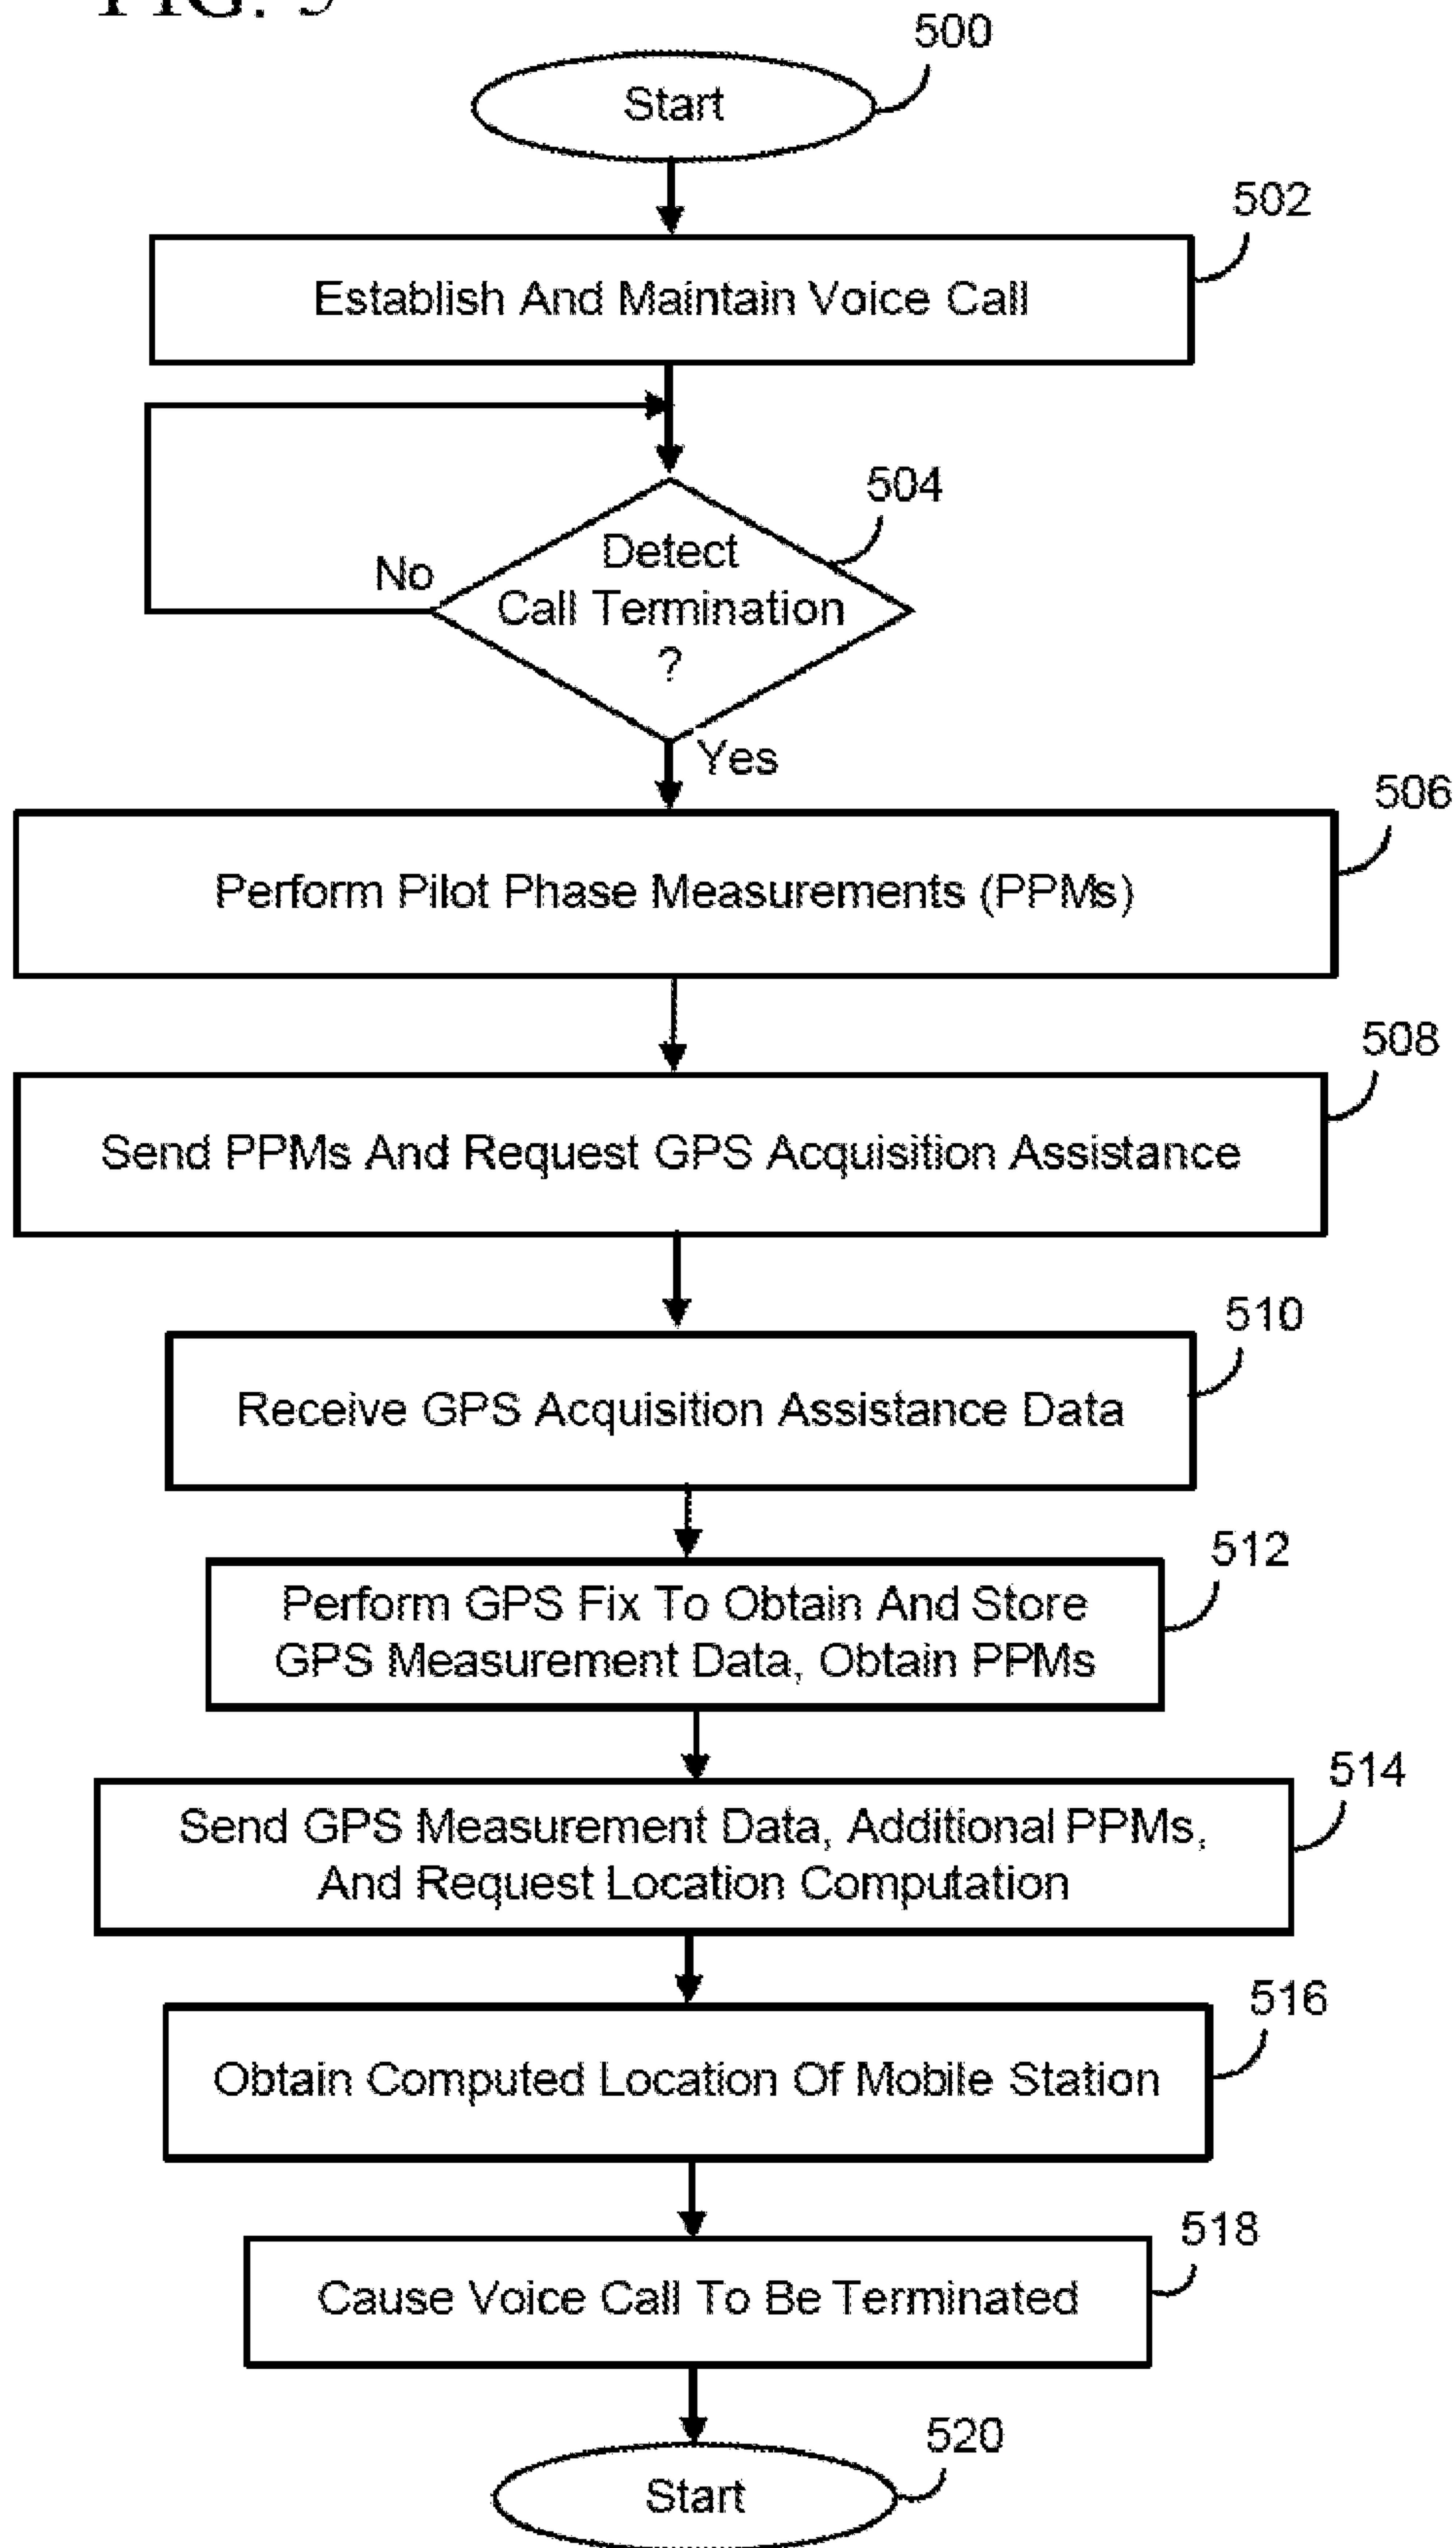 500
Start
502
Establish And Maintain Voice Call
504
Detect
Call Termination
?
No
Yes
506
Perform Pilot Phase Measurements (PPMs)
508
Send PPMs And Request GPS Acquisition Assistance
510
Receive GPS Acquisition Assistance Data
512
Perform GPS Fix To Obtain And Store
GPS Measurement Data, Obtain PPMs
514
Send GPS Measurement Data, Additional PPMs,
And Request Location Computation
516
Obtain Computed Location Of Mobile Station
518
Cause Voice Call To Be Terminated
520
Start